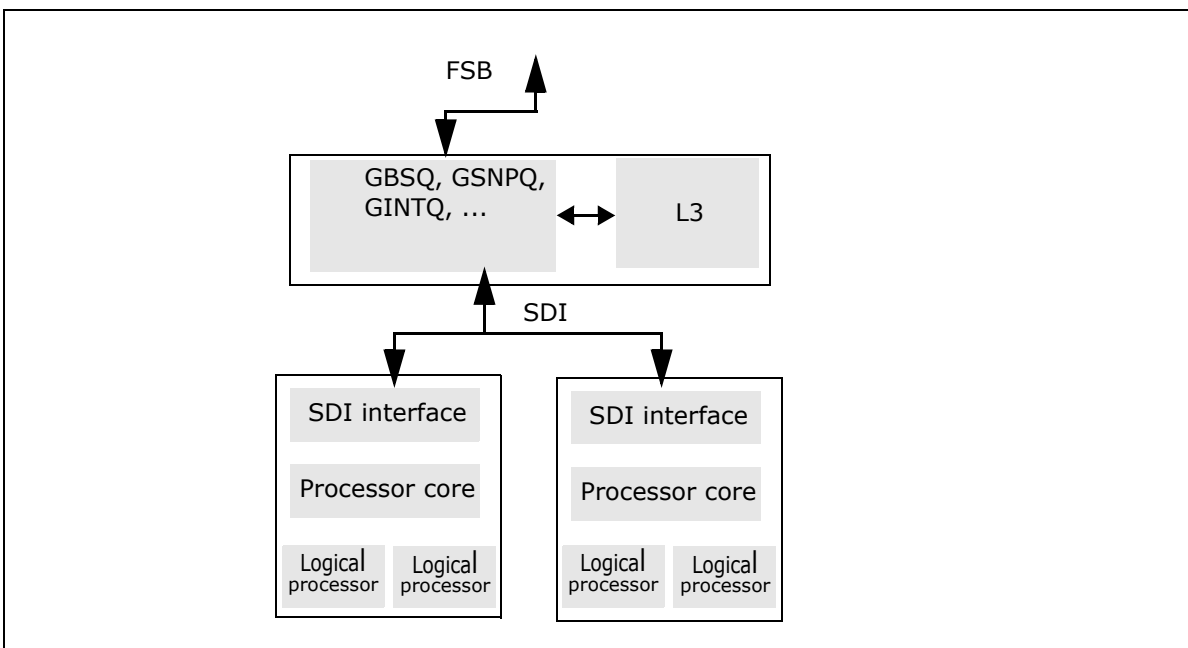 FSB
GBSQ, GSNPQ,
GINTQ, ...
L3
SDI
SDI interface
Processor core
Logical
processor
Logical
processor
SDI interface
Processor core
Logical
processor
Logical
processor